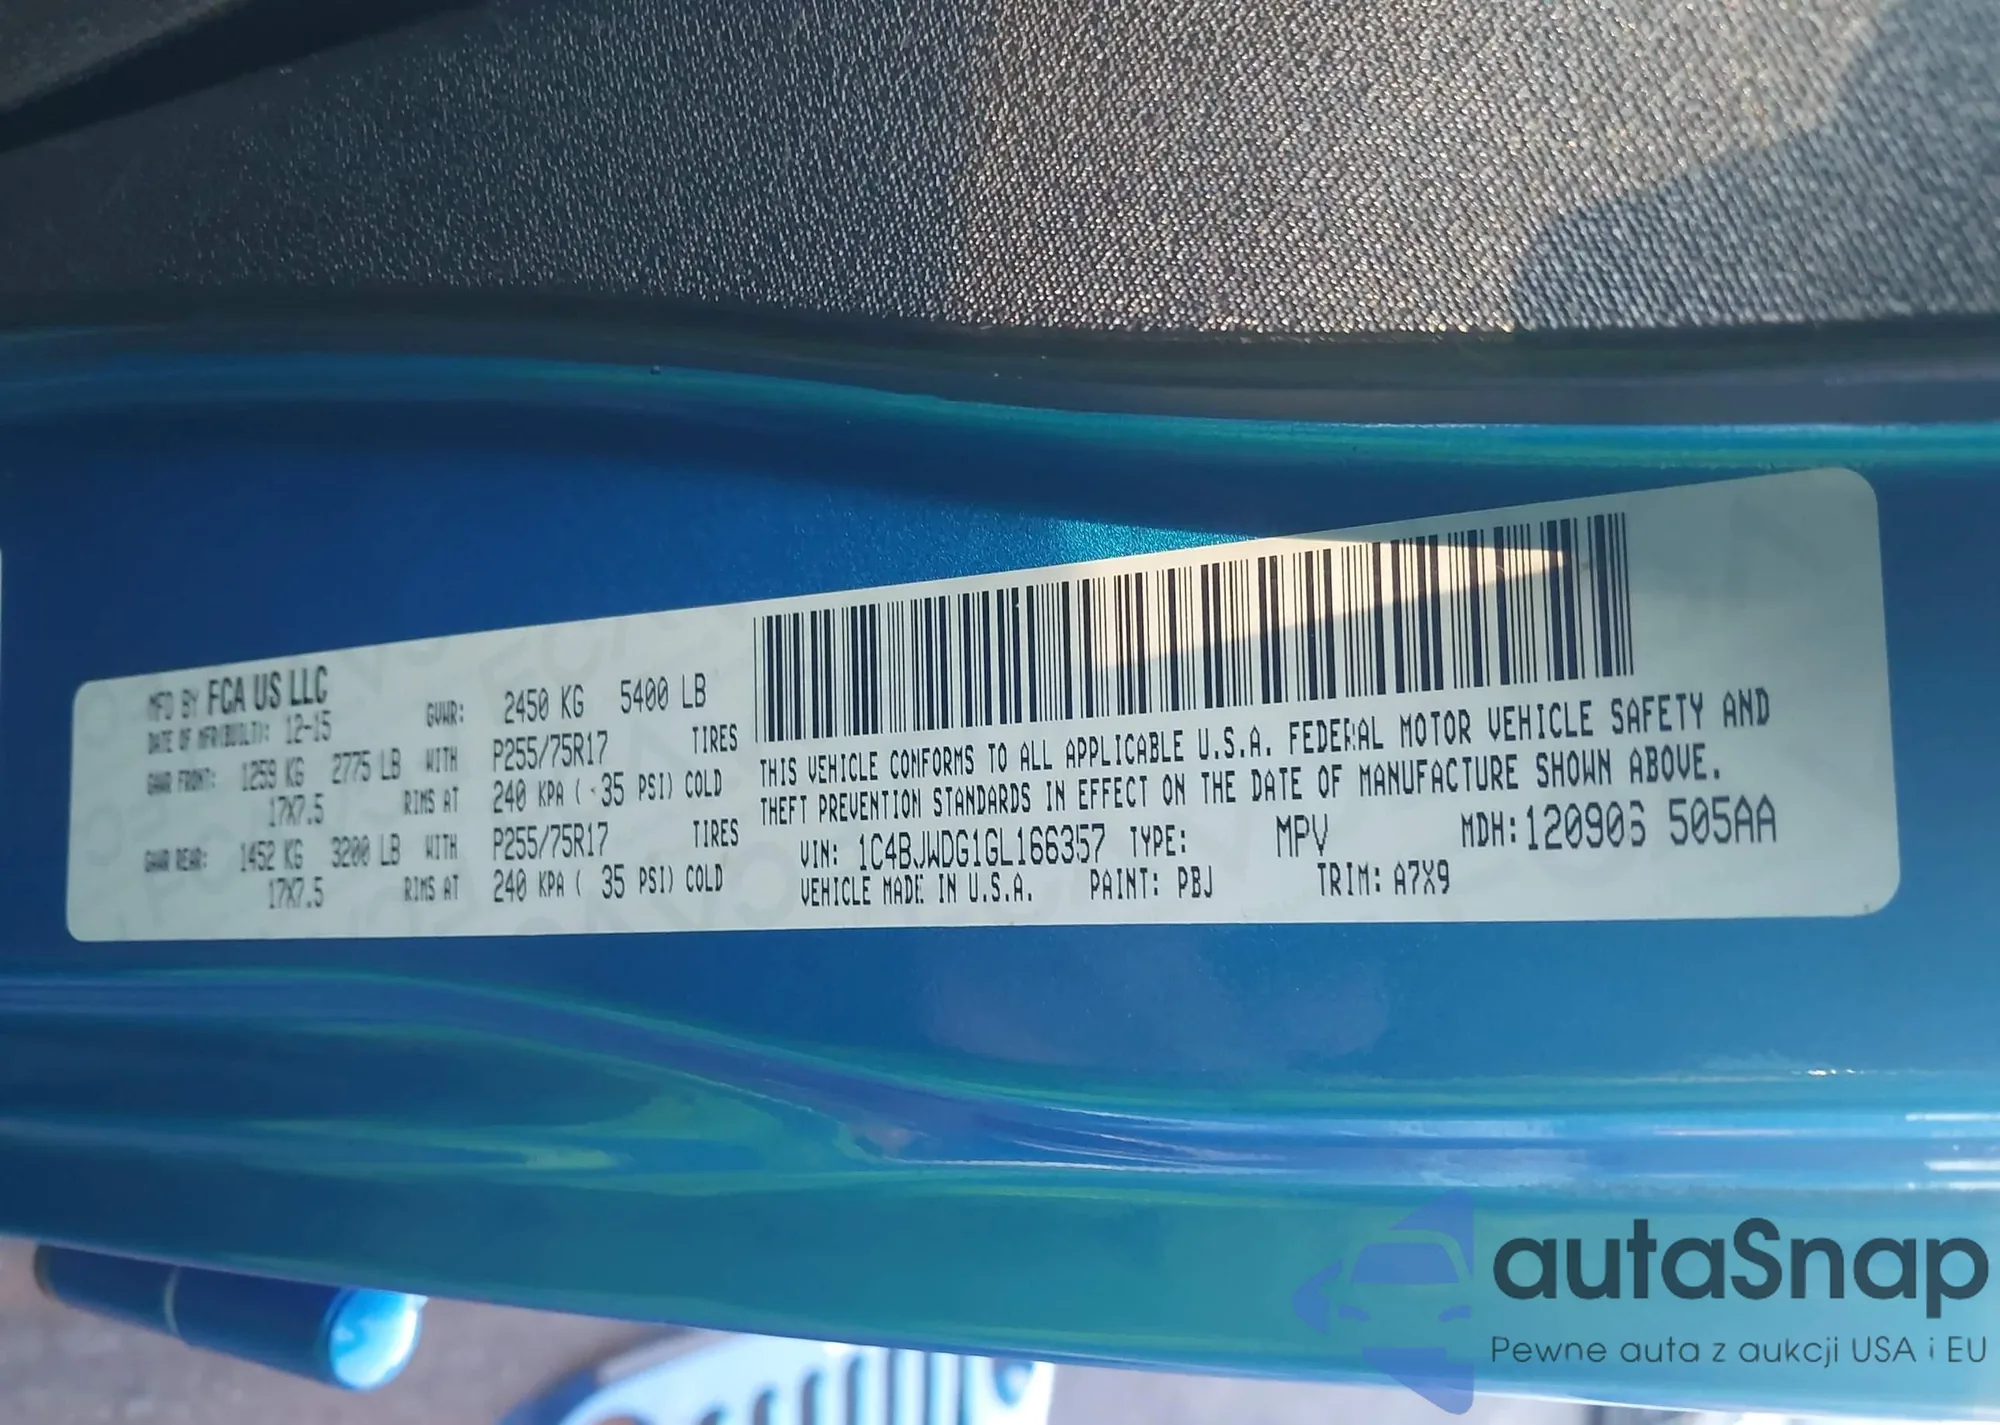 MFD BY FCA US LLC
DATE OF MFR(BUILT): 12-15
GVWR: 2450 KG 5400 LB
GAWR FRONT: 1259 KG 2775 LB WITH P255/75R17 TIRES
17X7.5 RIMS AT 240 KPA ( 35 PSI) COLD
GAWR REAR: 1452 KG 3200 LB WITH P255/75R17 TIRES
17X7.5 RIMS AT 240 KPA ( 35 PSI) COLD
THIS VEHICLE CONFORMS TO ALL APPLICABLE U.S.A. FEDERAL MOTOR VEHICLE SAFETY AND
THEFT PREVENTION STANDARDS IN EFFECT ON THE DATE OF MANUFACTURE SHOWN ABOVE.
VIN: 1C4BJWDG1GL166357 TYPE: MPV MDH: 120906 505AA
VEHICLE MADE IN U.S.A. PAINT: PBJ TRIM: A7X9
autaSnap
Pewne auta z aukcji USA i EU